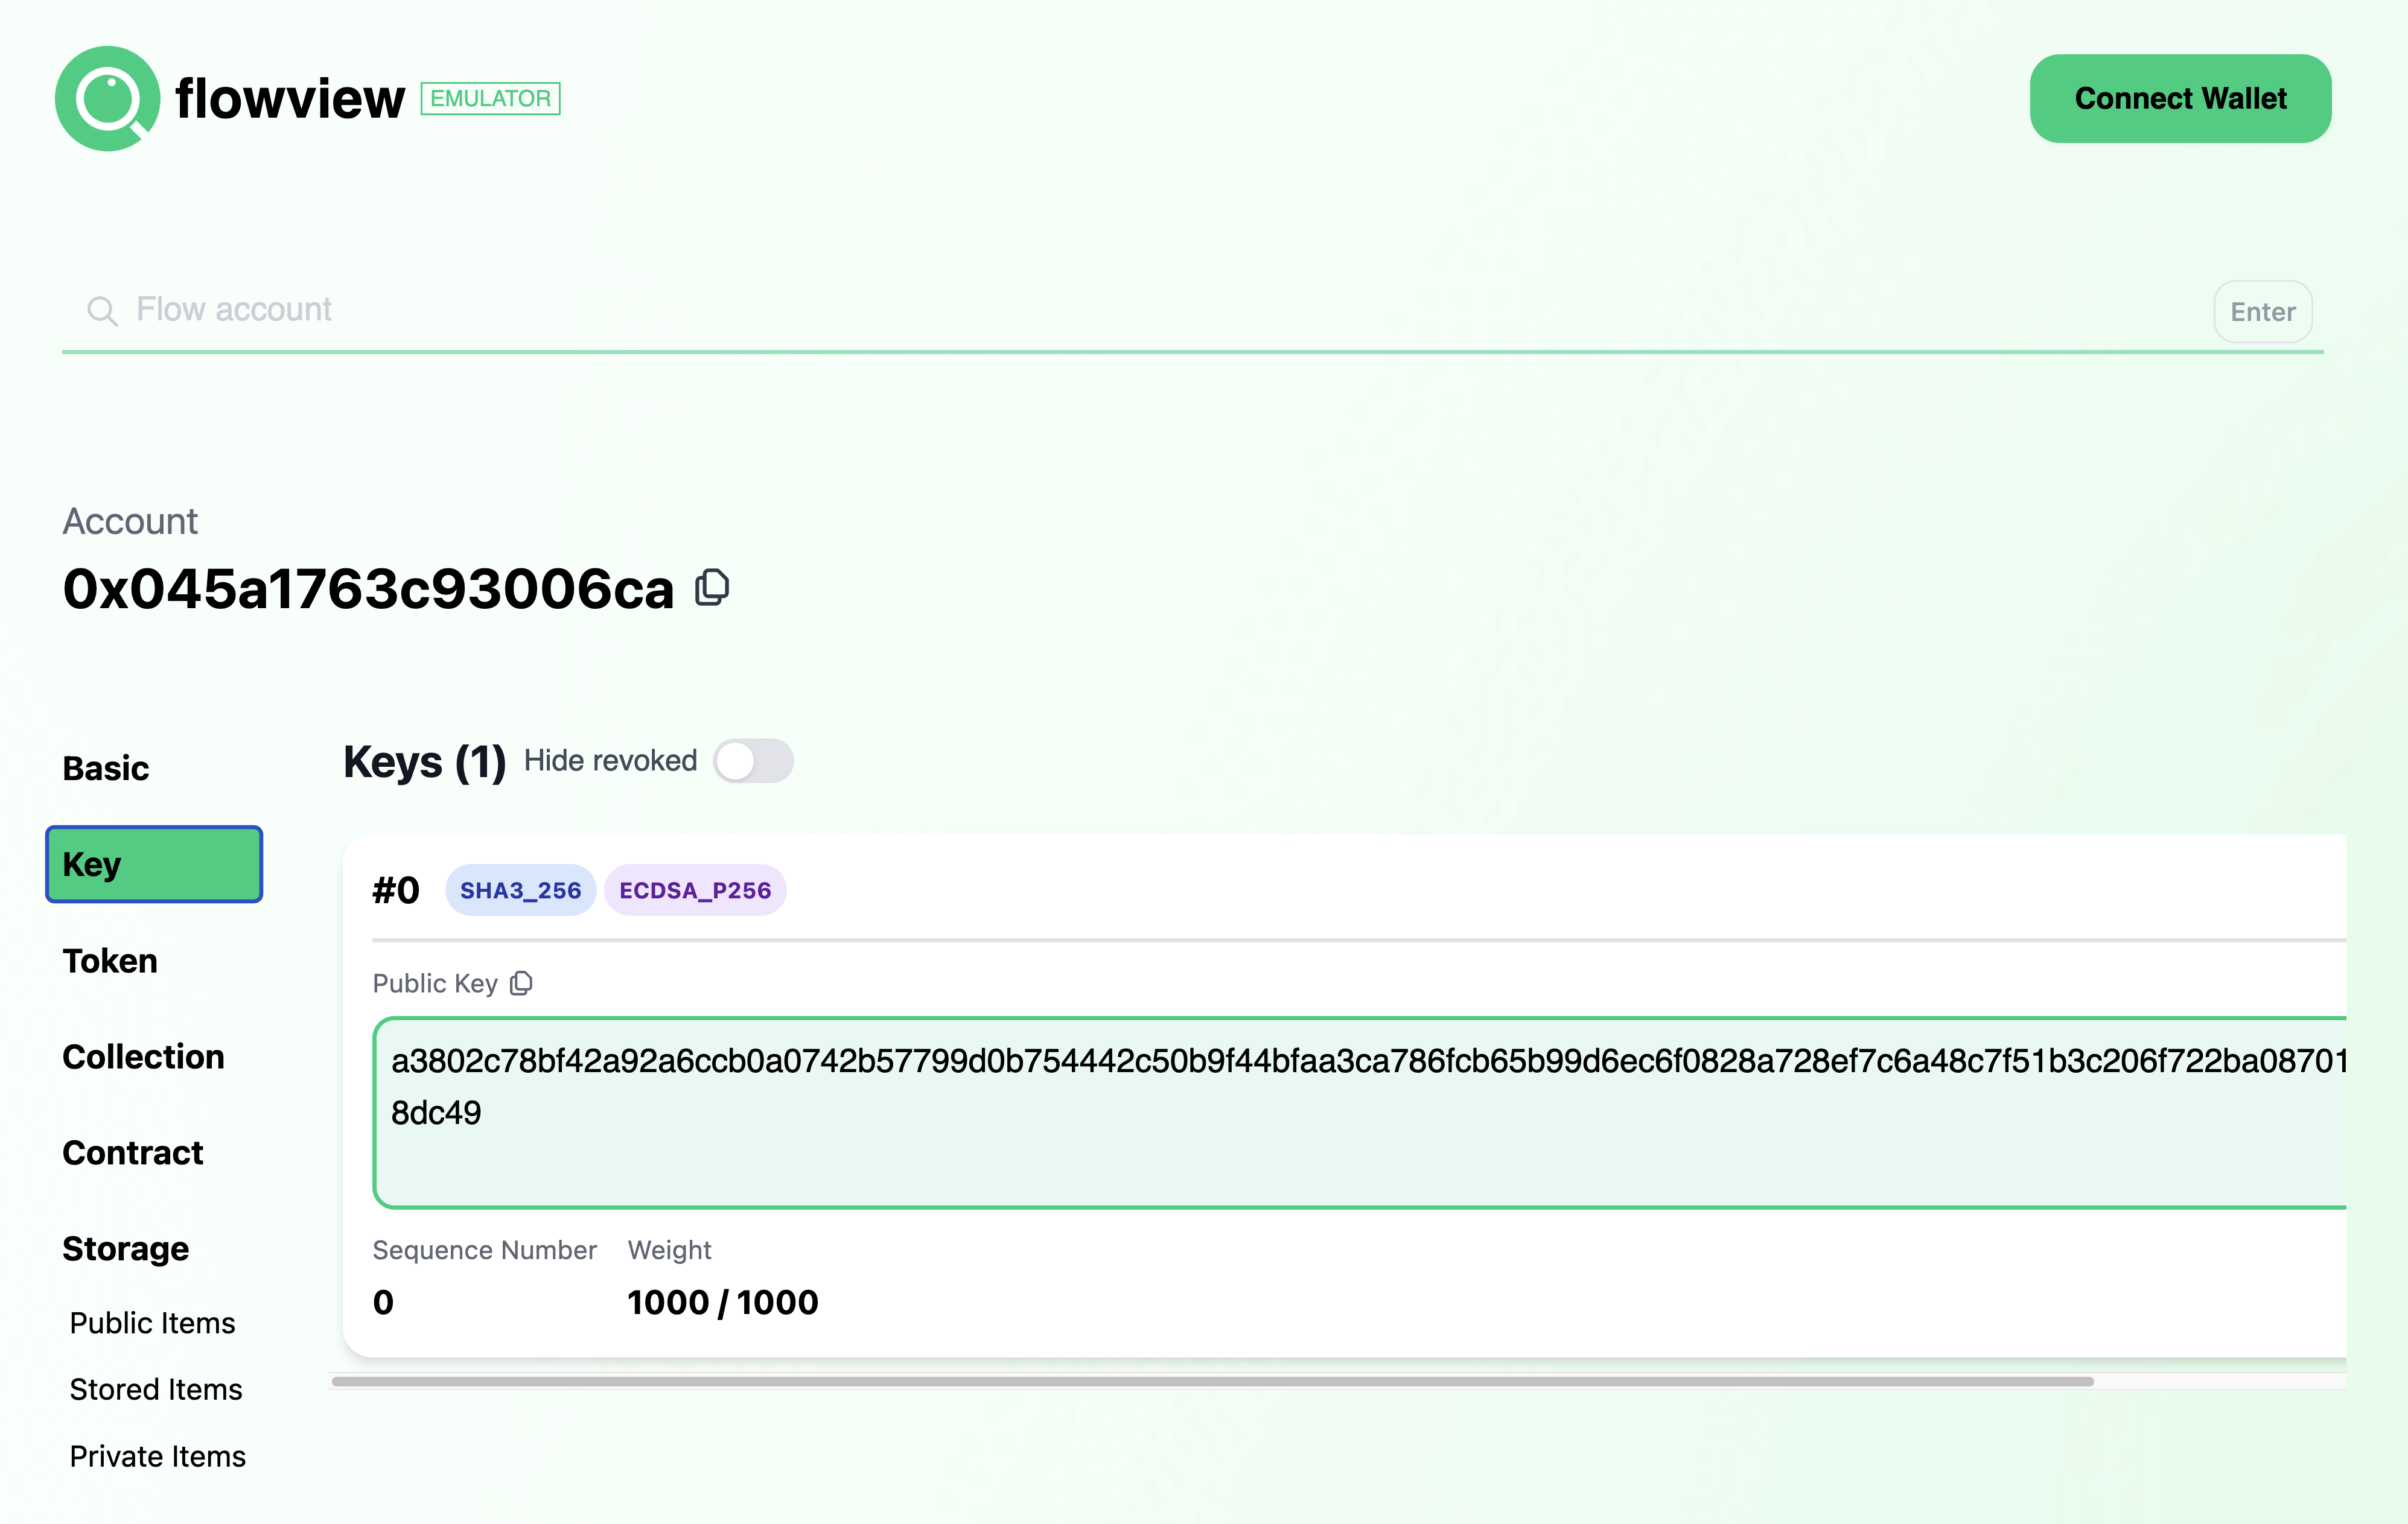 flowview EMULATOR
Connect Wallet
Flow account
Enter
Account
0x045a1763c93006ca
Basic
Key
Token
Collection
Contract
Storage
Public Items
Stored Items
Private Items
Keys (1) Hide revoked
#0 SHA3_256 ECDSA_P256
Public Key
a3802c78bf42a92a6ccb0a0742b57799d0b754442c50b9f44bfaa3ca786fcb65b99d6ec6f0828a728ef7c6a48c7f51b3c206f722ba08701
8dc49
Sequence Number Weight
0 1000 / 1000